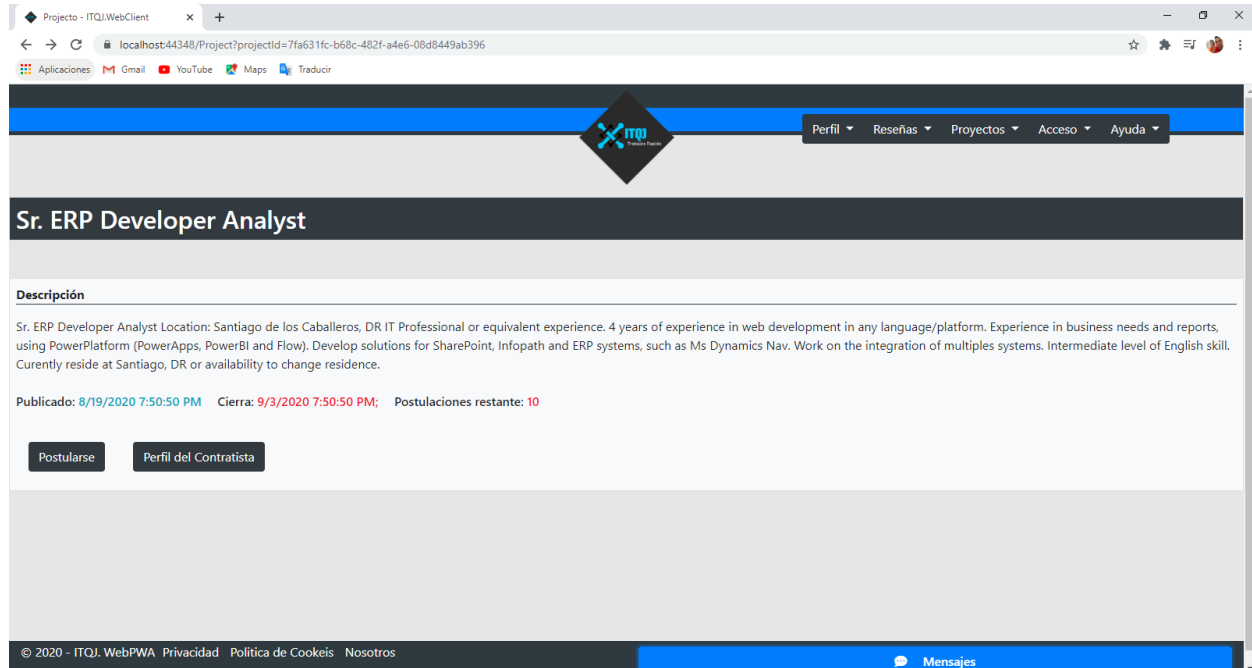 Projecto - ITQJ.WebClient
localhost:44348/Project?projectId=7fa631fc-b68c-482f-a4e6-08d8449ab396
Aplicaciones Gmail YouTube Maps Traducir
ITQJ
Trabajos Rapidos
Perfil Reseñas Proyectos Acceso Ayuda
Sr. ERP Developer Analyst
Descripción
Sr. ERP Developer Analyst Location: Santiago de los Caballeros, DR IT Professional or equivalent experience. 4 years of experience in web development in any language/platform. Experience in business needs and reports,
using PowerPlatform (PowerApps, PowerBI and Flow). Develop solutions for SharePoint, Infopath and ERP systems, such as Ms Dynamics Nav. Work on the integration of multiples systems. Intermediate level of English skill.
Curently reside at Santiago, DR or availability to change residence.
Publicado: 8/19/2020 7:50:50 PM Cierra: 9/3/2020 7:50:50 PM; Postulaciones restante: 10
Postularse Perfil del Contratista
© 2020 - ITQJ. WebPWA Privacidad Politica de Cookeis Nosotros
Mensajes